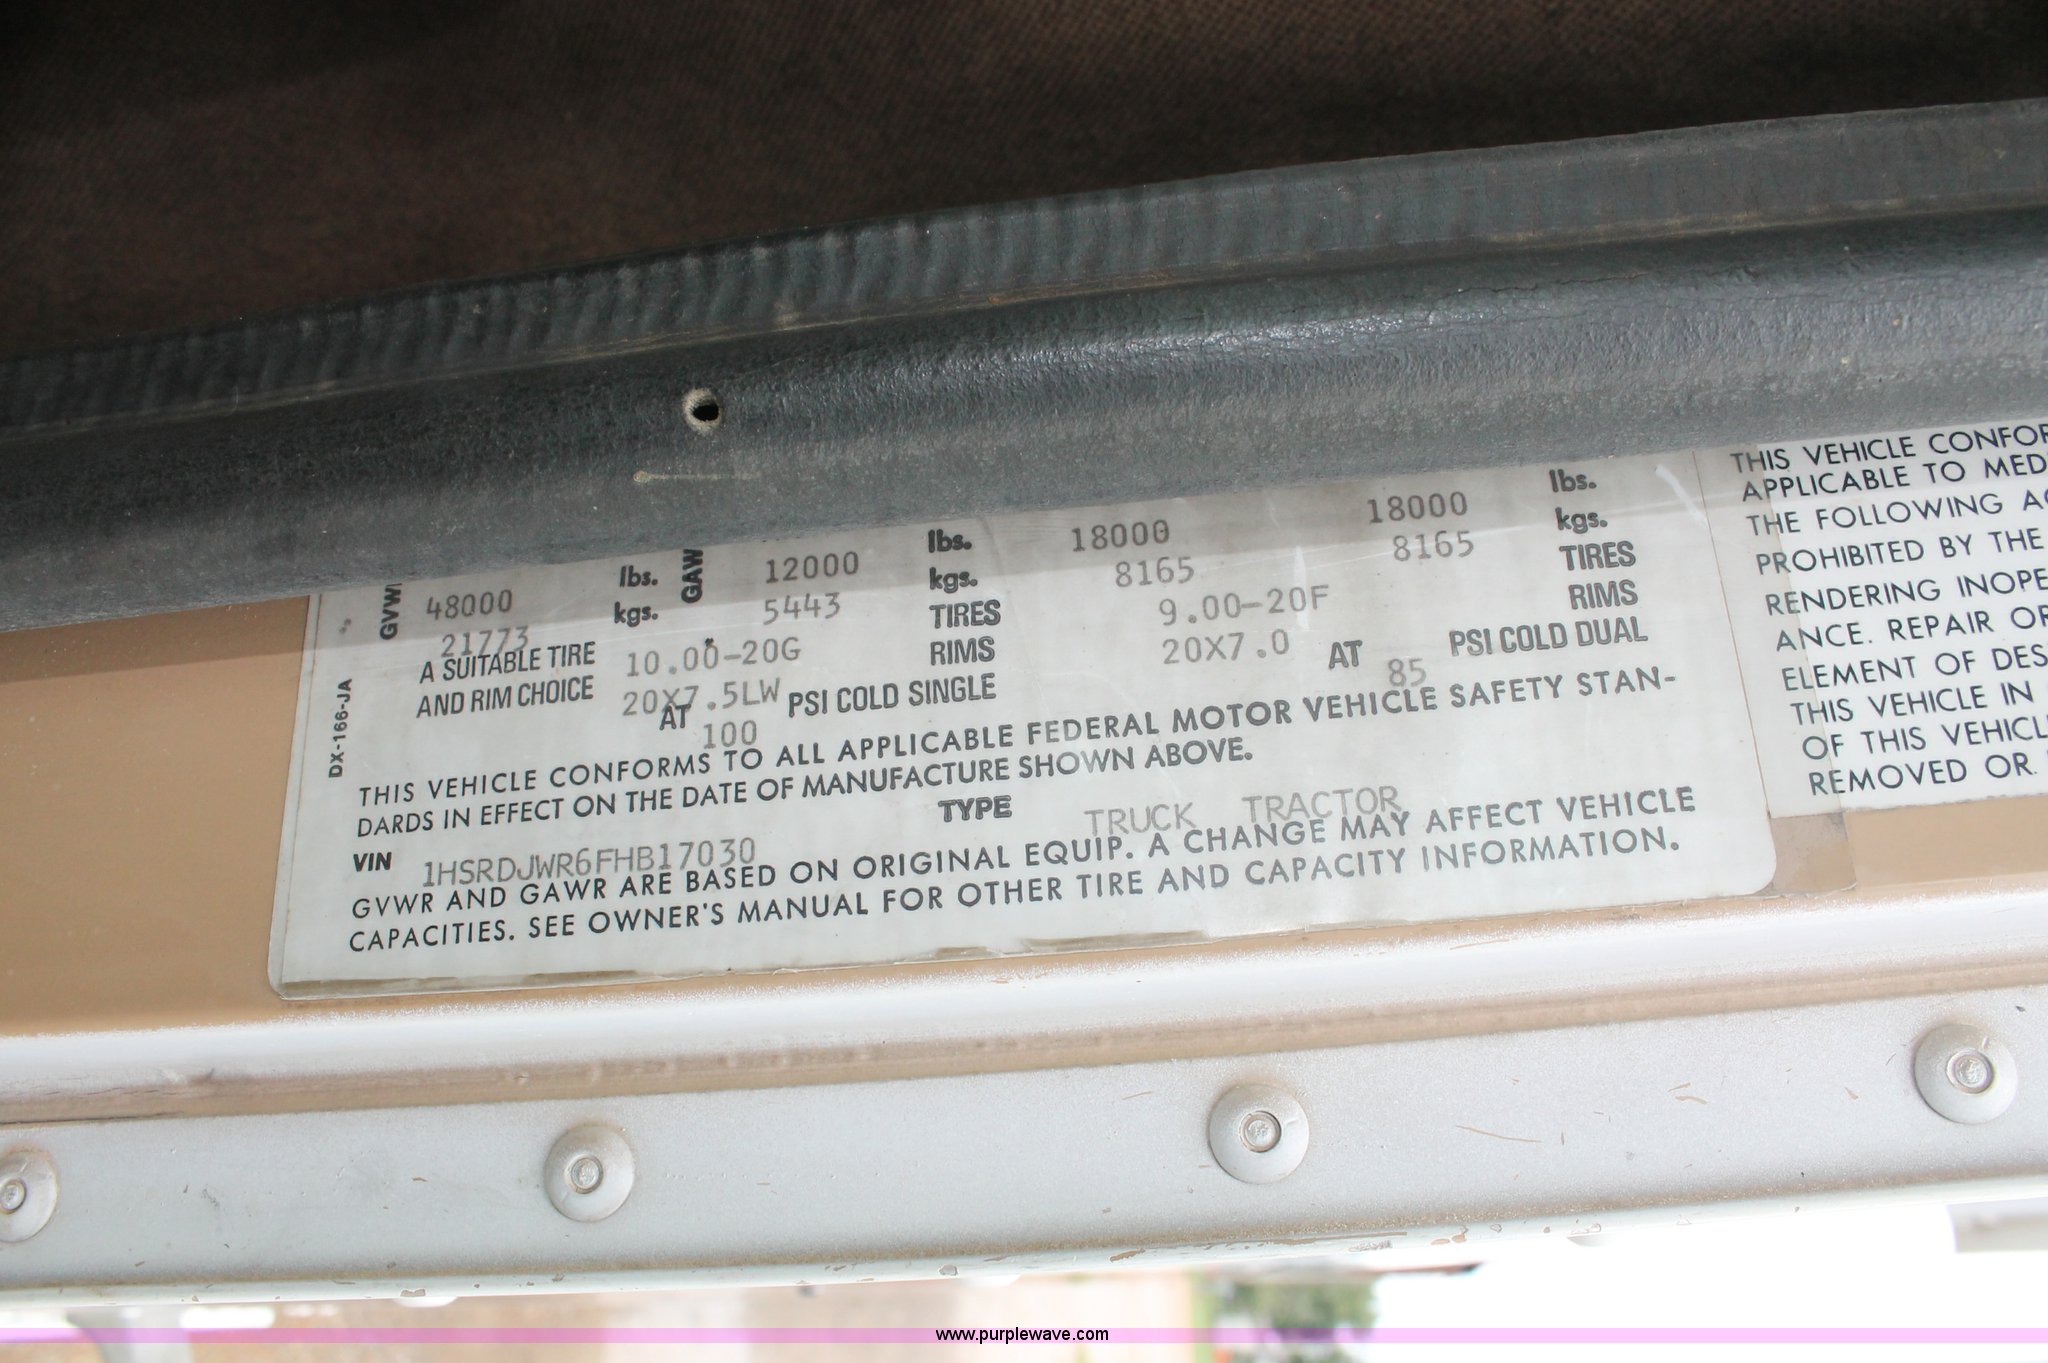 GVW
48000 lbs.
21773 kgs.
GAW
12000 lbs. 18000 18000 lbs.
5443 kgs. 8165 8165 kgs.
A SUITABLE TIRE 10.00-20G TIRES 9.00-20F TIRES
AND RIM CHOICE 20X7.5LW RIMS 20X7.0 RIMS
AT 100 PSI COLD SINGLE AT 85 PSI COLD DUAL
THIS VEHICLE CONFORMS TO ALL APPLICABLE FEDERAL MOTOR VEHICLE SAFETY STAN-
DARDS IN EFFECT ON THE DATE OF MANUFACTURE SHOWN ABOVE.
VIN 1HSRDJWR6FHB17030 TYPE TRUCK TRACTOR
GVWR AND GAWR ARE BASED ON ORIGINAL EQUIP. A CHANGE MAY AFFECT VEHICLE
CAPACITIES. SEE OWNER'S MANUAL FOR OTHER TIRE AND CAPACITY INFORMATION.
DX-166-JA
THIS VEHICLE CONFOR
APPLICABLE TO MED
THE FOLLOWING AC
PROHIBITED BY THE
RENDERING INOPE
ANCE. REPAIR OR
ELEMENT OF DES
THIS VEHICLE IN
OF THIS VEHICL
REMOVED OR
www.purplewave.com